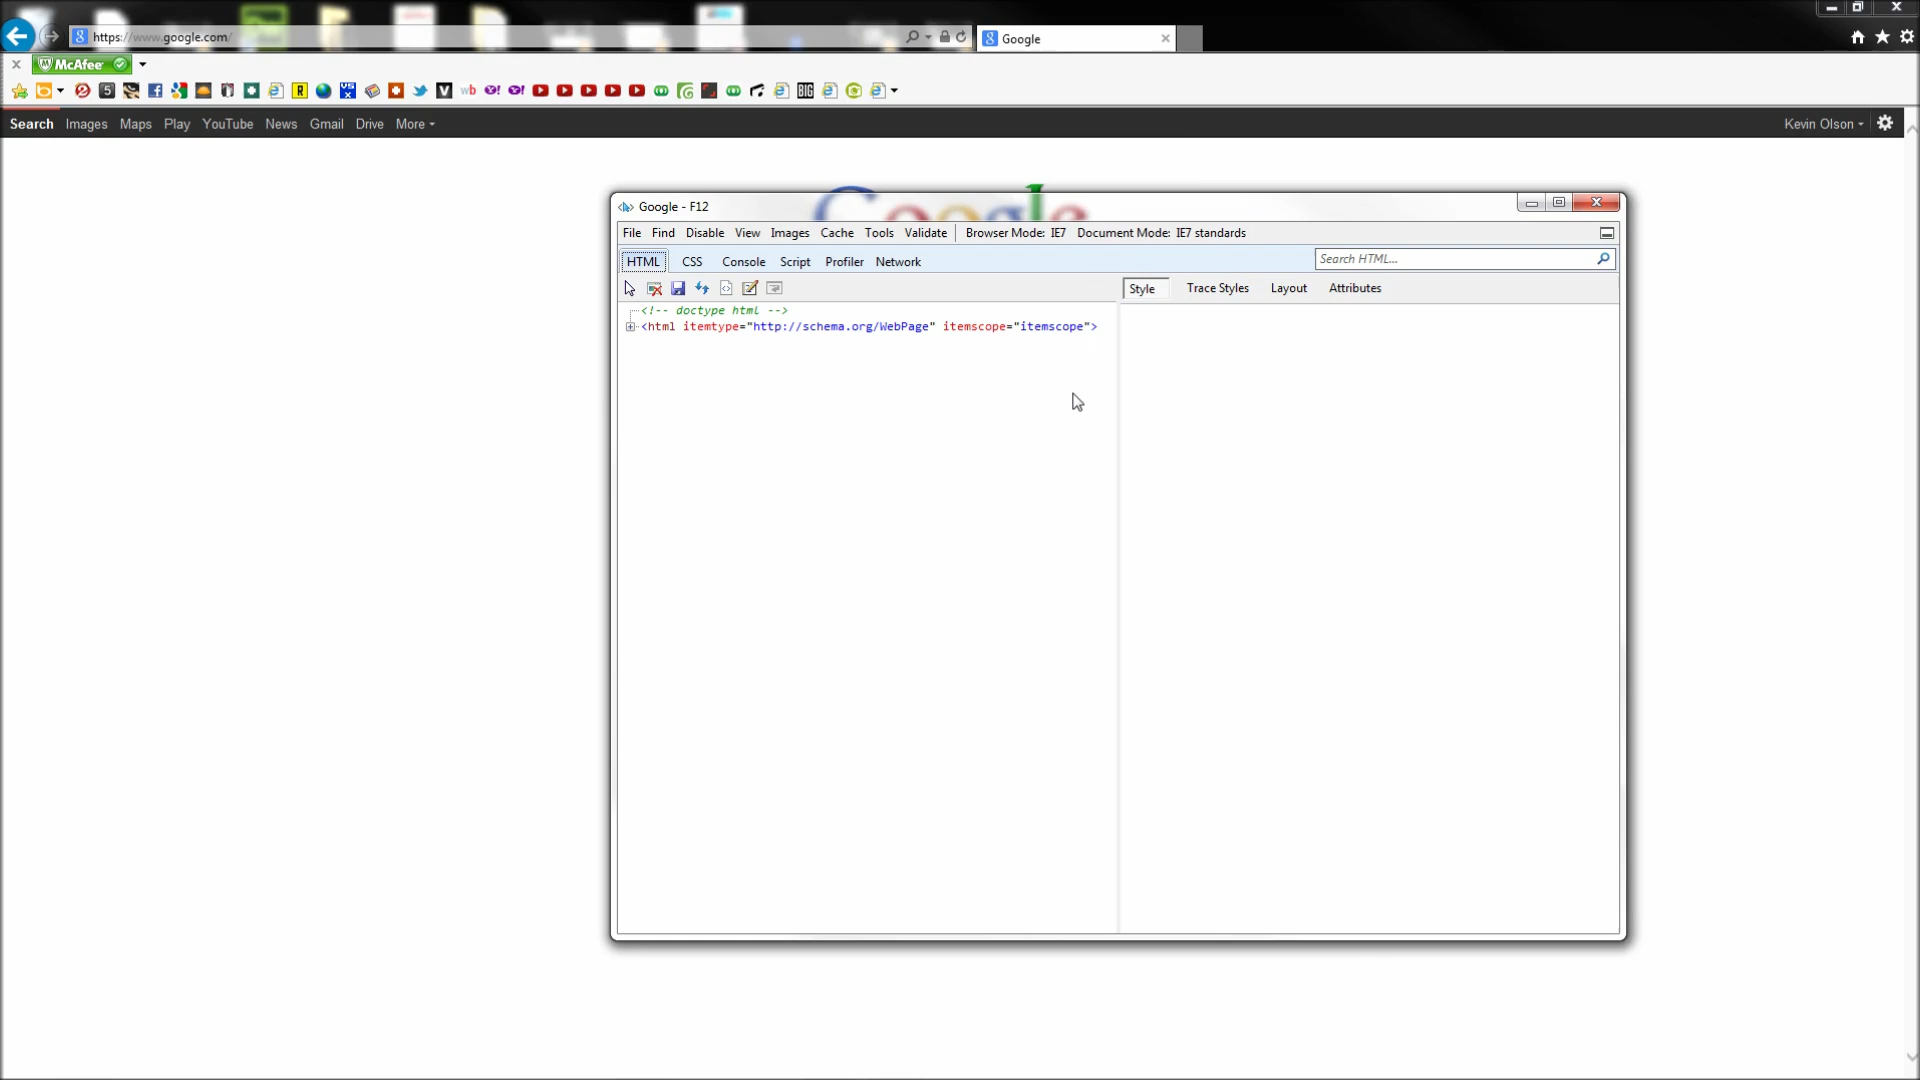 https://www.google.com/
Google
McAfee
Search Images Maps Play YouTube News Gmail Drive More
Kevin Olson
Google
Google - F12
File Find Disable View Images Cache Tools Validate Browser Mode: IE7 Document Mode: IE7 standards
HTML CSS Console Script Profiler Network Search HTML...
Style Trace Styles Layout Attributes
<!-- doctype html -->
<html itemtype="http://schema.org/WebPage" itemscope="itemscope">